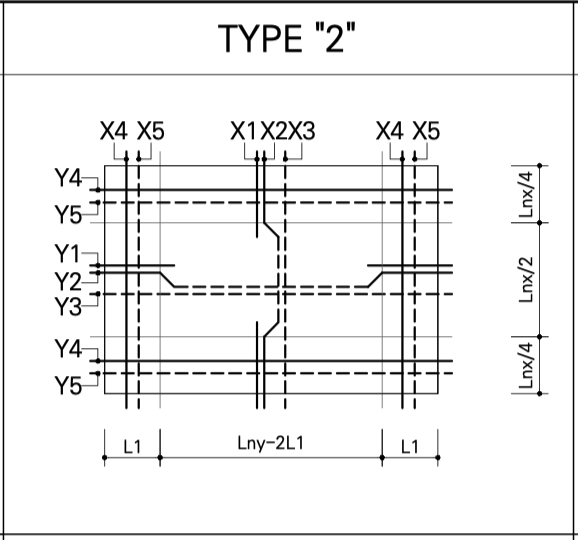 TYPE "2"
X4 X5 X1 X2 X3 X4 X5
Y4
Y5
Y1
Y2
Y3
Y4
Y5
Lnx/4
Lnx/2
Lnx/4
L1 Lny-2L1 L1